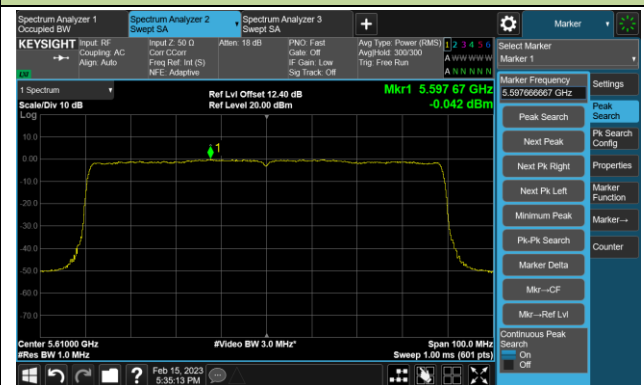 Spectrum Analyzer 1
Occupied BW
Spectrum Analyzer 2
Swept SA
Spectrum Analyzer 3
Swept SA
Marker
KEYSIGHT
Input: RF
Coupling: AC
Align: Auto
Input Z: 50 Ω
Corr CCorr
Freq Ref: Int (S)
NFE: Adaptive
Atten: 18 dB
PNO: Fast
Gate: Off
IF Gain: Low
Sig Track: Off
Avg Type: Power (RMS)
Avg|Hold: 300/300
Trig: Free Run
1 2 3 4 5 6
A W W W W W
A N N N N N
Select Marker
Marker 1
1 Spectrum
Scale/Div 10 dB
Log
Ref Lvl Offset 12.40 dB
Ref Level 20.00 dBm
Mkr1 5.597 67 GHz
-0.042 dBm
10.0
0.00
-10.0
-20.0
-30.0
-40.0
-50.0
-60.0
-70.0
1
Center 5.61000 GHz
#Res BW 1.0 MHz
#Video BW 3.0 MHz*
Span 100.0 MHz
Sweep 1.00 ms (601 pts)
Marker Frequency
5.597666667 GHz
Peak Search
Next Peak
Next Pk Right
Next Pk Left
Minimum Peak
Pk-Pk Search
Marker Delta
Mkr→CF
Mkr→Ref Lvl
Continuous Peak
Search
On
Off
Settings
Peak
Search
Pk Search
Config
Properties
Marker
Function
Marker→
Counter
?
Feb 15, 2023
5:35:13 PM